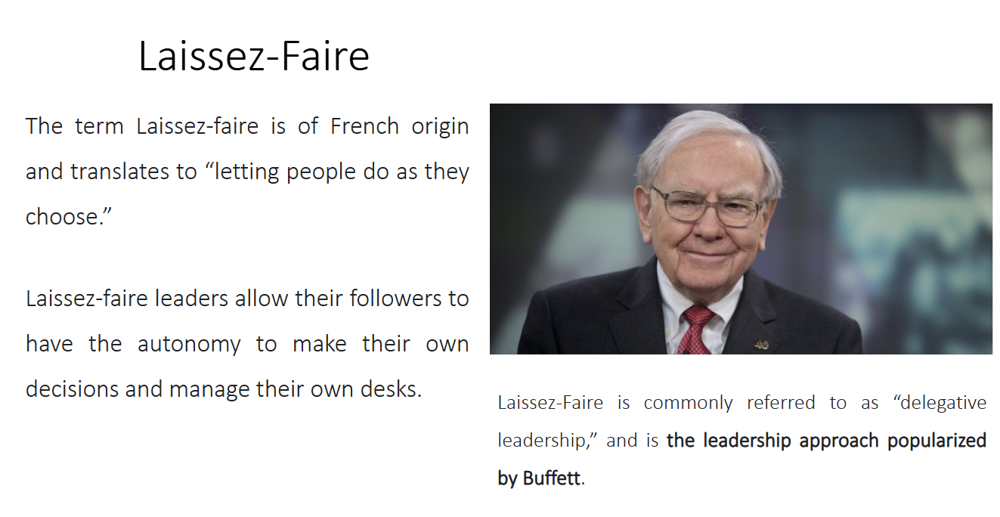 Laissez-Faire
The term Laissez-faire is of French origin
and translates to “letting people do as they
choose.”
Laissez-faire leaders allow their followers to
have the autonomy to make their own
decisions and manage their own desks.
Laissez-Faire is commonly referred to as “delegative
leadership,” and is the leadership approach popularized
by Buffett.